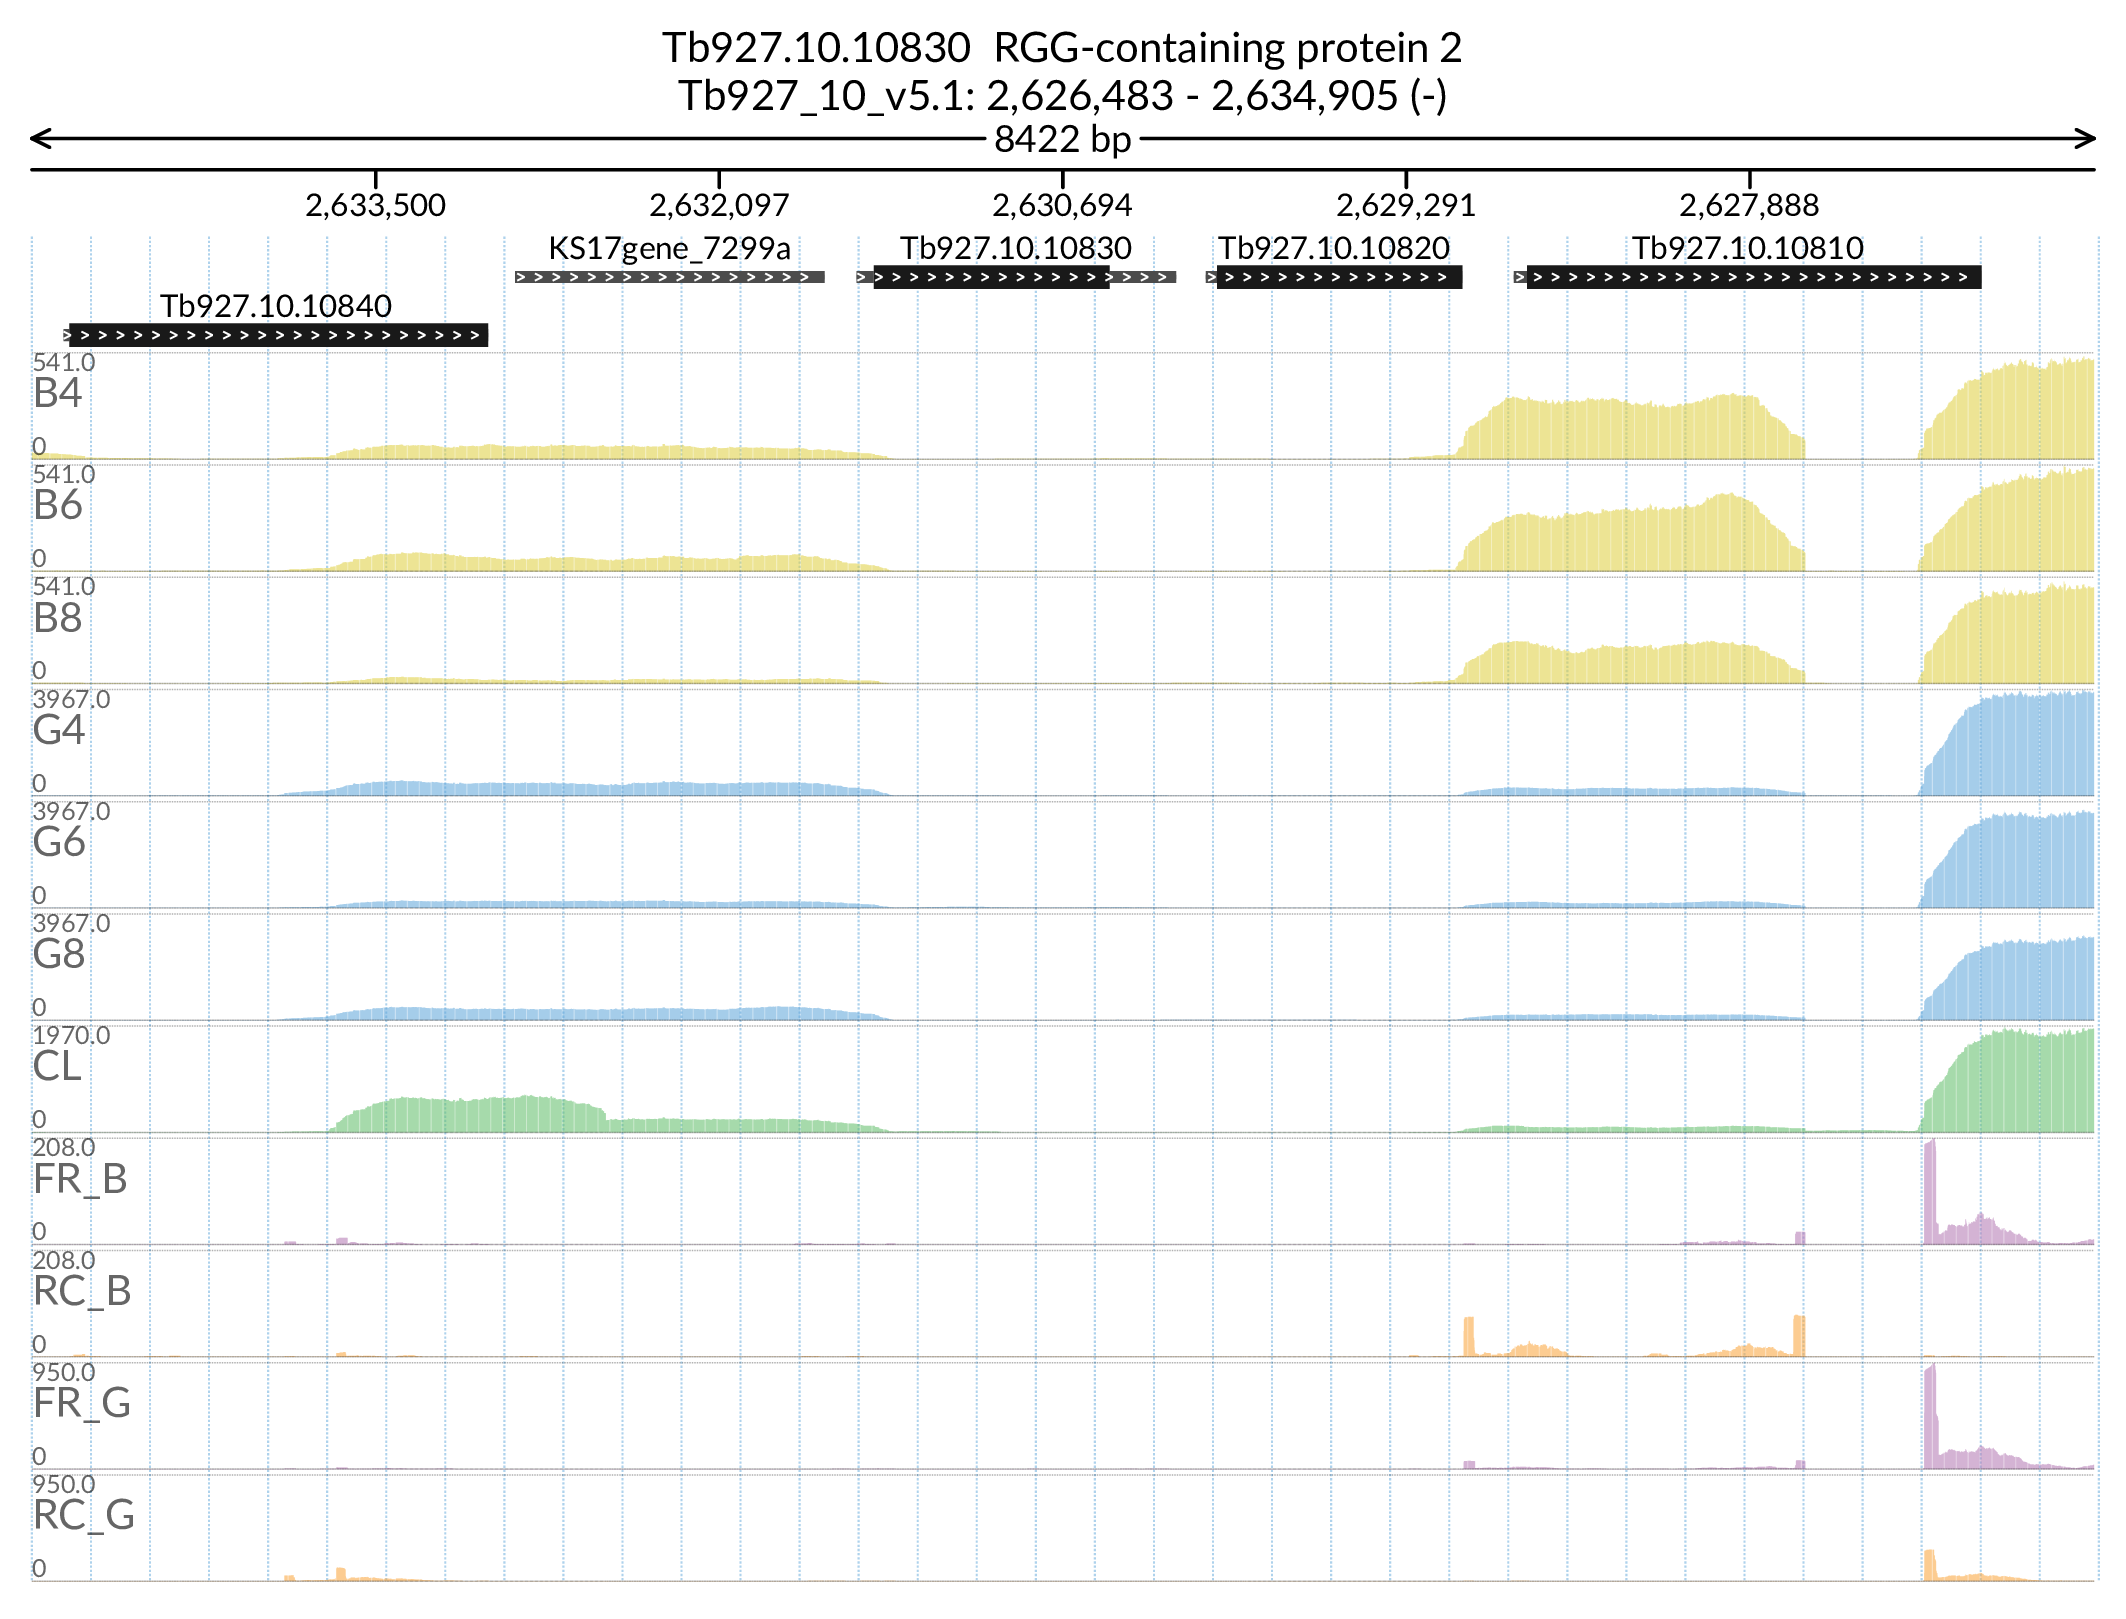 Tb927.10.10830  RGG-containing protein 2
Tb927_10_v5.1: 2,626,483 - 2,634,905 (-)
8422 bp
2,633,500 2,632,097 2,630,694 2,629,291 2,627,888
KS17gene_7299a Tb927.10.10830 Tb927.10.10820 Tb927.10.10810
Tb927.10.10840
541.0
B4
0
541.0
B6
0
541.0
B8
0
3967.0
G4
0
3967.0
G6
0
3967.0
G8
0
1970.0
CL
0
208.0
FR_B
0
208.0
RC_B
0
950.0
FR_G
0
950.0
RC_G
0